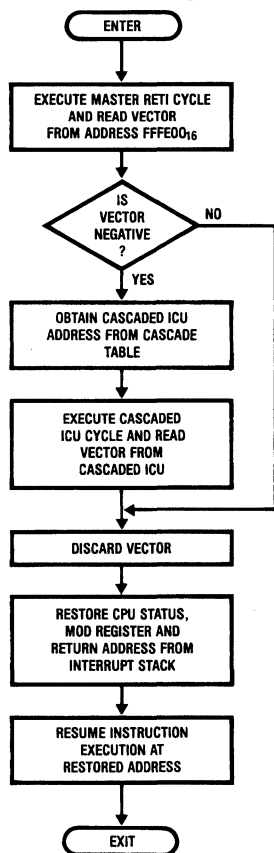 ENTER
EXECUTE MASTER RETI CYCLE
AND READ VECTOR
FROM ADDRESS FFFE00₁₆
IS
VECTOR
NEGATIVE
?
NO
YES
OBTAIN CASCADED ICU
ADDRESS FROM CASCADE
TABLE
EXECUTE CASCADED
ICU CYCLE AND READ
VECTOR FROM
CASCADED ICU
DISCARD VECTOR
RESTORE CPU STATUS,
MOD REGISTER AND
RETURN ADDRESS FROM
INTERRUPT STACK
RESUME INSTRUCTION
EXECUTION AT
RESTORED ADDRESS
EXIT